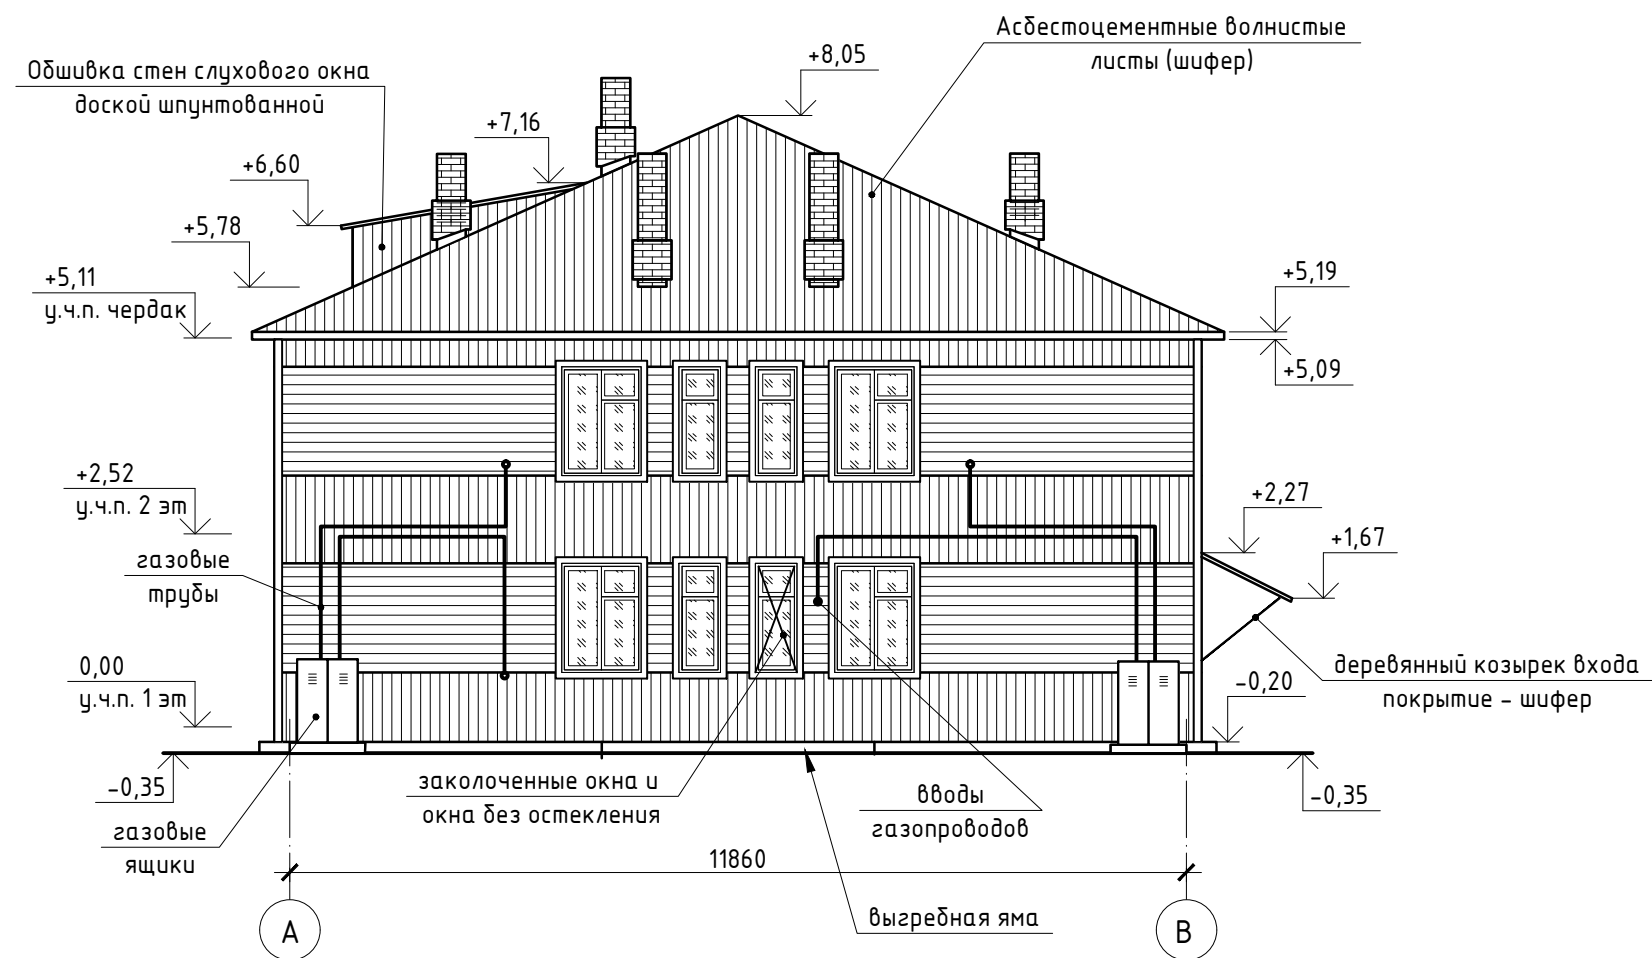 Асбестоцементные волнистые
листы (шифер)
+8,05
Обшивка стен слухового окна
доской шпунтованной
+7,16
+6,60
+5,78
+5,11
у.ч.п. чердак
+5,19
+5,09
+2,52
у.ч.п. 2 эт
+2,27
+1,67
газовые
трубы
0,00
у.ч.п. 1 эт
деревянный козырек входа
покрытие – шифер
-0,20
-0,35
заколоченные окна и
окна без остекления
вводы
газопроводов
-0,35
газовые
ящики
11860
выгребная яма
А
В